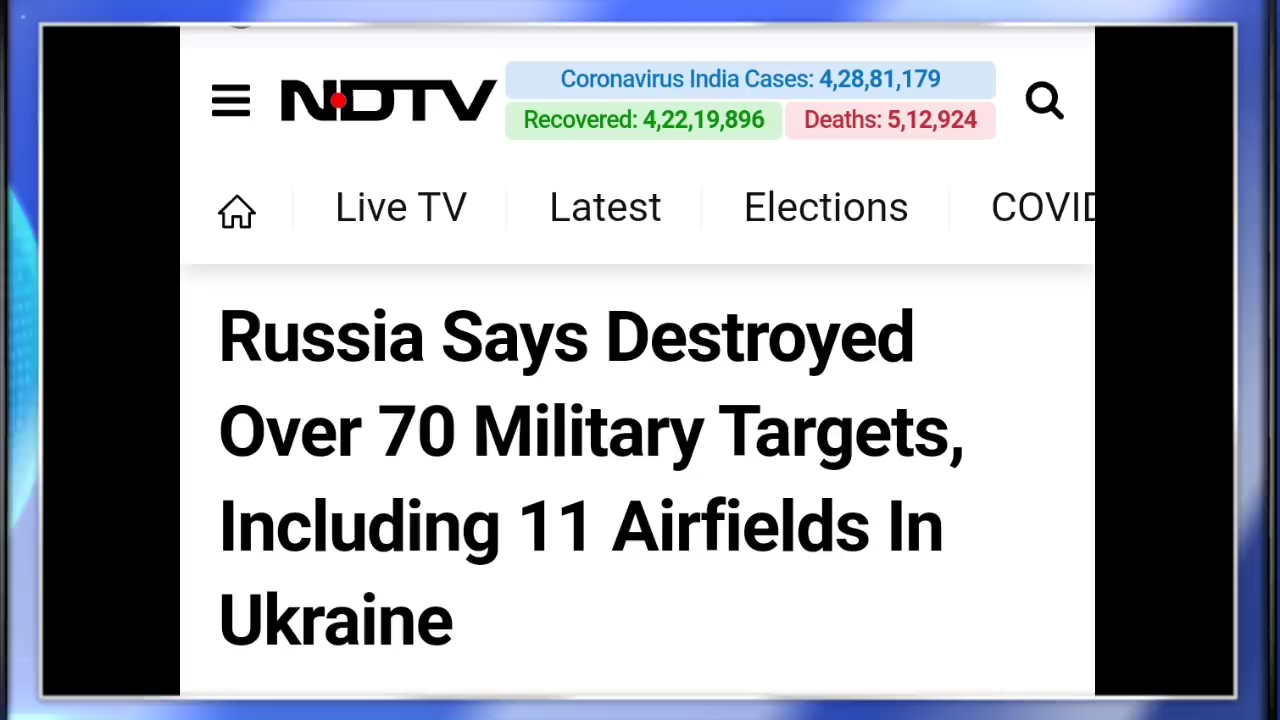 NDTV
Coronavirus India Cases: 4,28,81,179
Recovered: 4,22,19,896 Deaths: 5,12,924
Live TV Latest Elections COVID
Russia Says Destroyed
Over 70 Military Targets,
Including 11 Airfields In
Ukraine